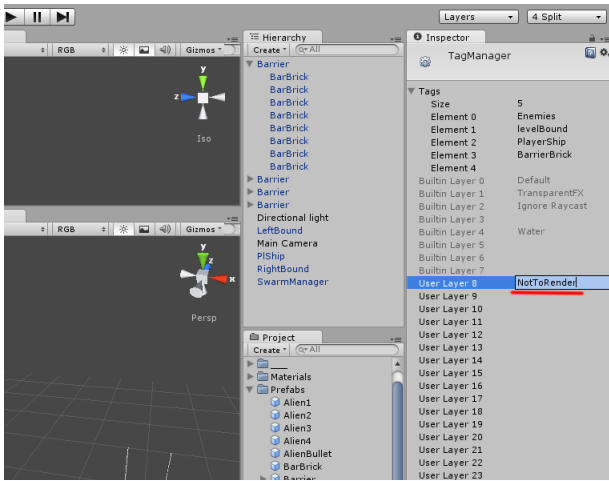 Layers
4 Split
RGB
Gizmos
y
z
Iso
RGB
Gizmos
y
z
x
Persp
Hierarchy
Create
All
Barrier
BarBrick
BarBrick
BarBrick
BarBrick
BarBrick
BarBrick
BarBrick
BarBrick
Barrier
Barrier
Barrier
Directional light
LeftBound
Main Camera
PlShip
RightBound
SwarmManager
Project
Create
All
___
Materials
Prefabs
Alien1
Alien2
Alien3
Alien4
AlienBullet
BarBrick
Barrier
Inspector
TagManager
Tags
Size 5
Element 0 Enemies
Element 1 levelBound
Element 2 PlayerShip
Element 3 BarrierBrick
Element 4
Builtin Layer 0 Default
Builtin Layer 1 TransparentFX
Builtin Layer 2 Ignore Raycast
Builtin Layer 3
Builtin Layer 4 Water
Builtin Layer 5
Builtin Layer 6
Builtin Layer 7
User Layer 8 NotToRender
User Layer 9
User Layer 10
User Layer 11
User Layer 12
User Layer 13
User Layer 14
User Layer 15
User Layer 16
User Layer 17
User Layer 18
User Layer 19
User Layer 20
User Layer 21
User Layer 22
User Layer 23